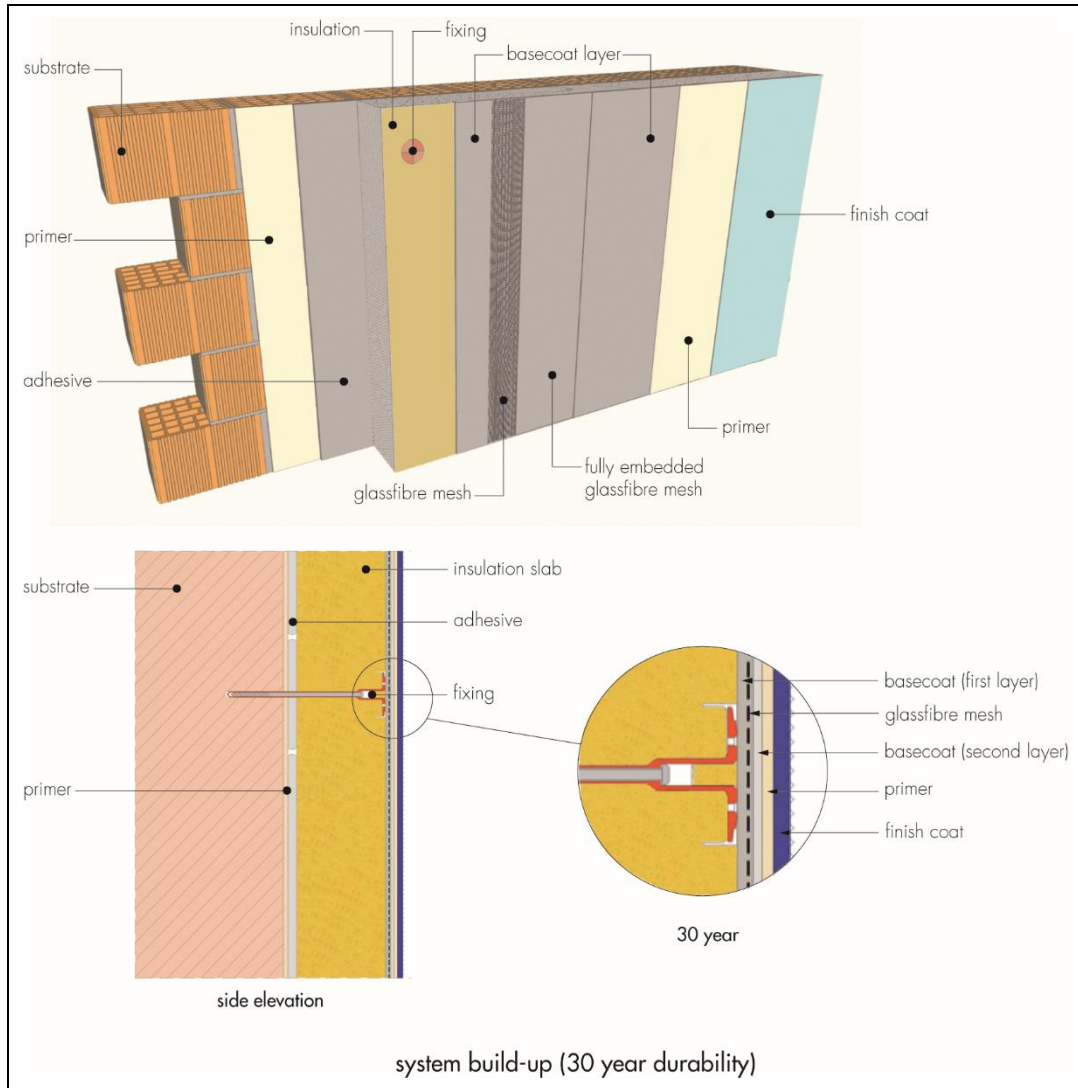 insulation
fixing
basecoat layer
substrate
finish coat
primer
adhesive
primer
glassfibre mesh
fully embedded
glassfibre mesh
substrate
insulation slab
adhesive
fixing
primer
basecoat (first layer)
glassfibre mesh
basecoat (second layer)
primer
finish coat
30 year
side elevation
system build-up (30 year durability)